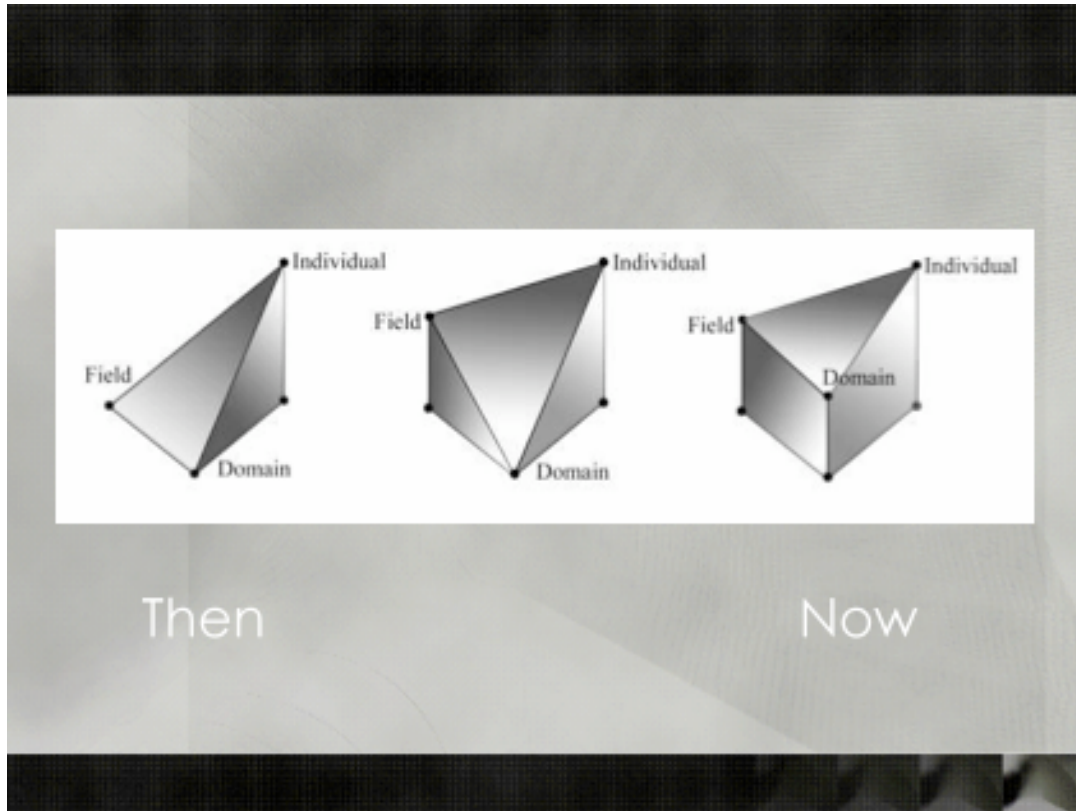 Individual
Field
Domain
Individual
Field
Domain
Individual
Field
Domain
Then
Now